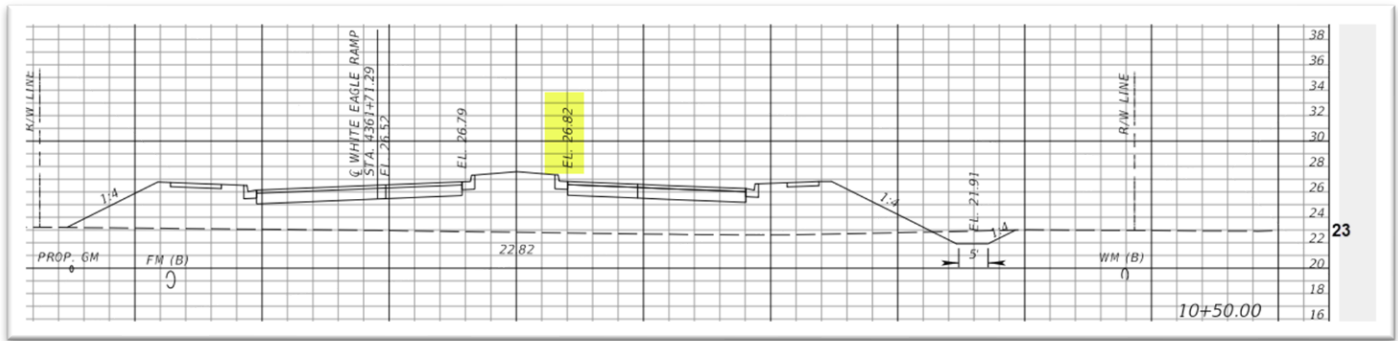 R/W LINE
℄ WHITE EAGLE RAMP
STA. 4361+71.29
EL. 26.52
EL. 26.79
EL. 26.82
R/W LINE
38
36
34
32
30
28
26
24
22
20
18
16
23
1:4
1:4
EL. 21.91
1:4
5'
22.82
PROP. GM
FM (B)
WM (B)
10+50.00